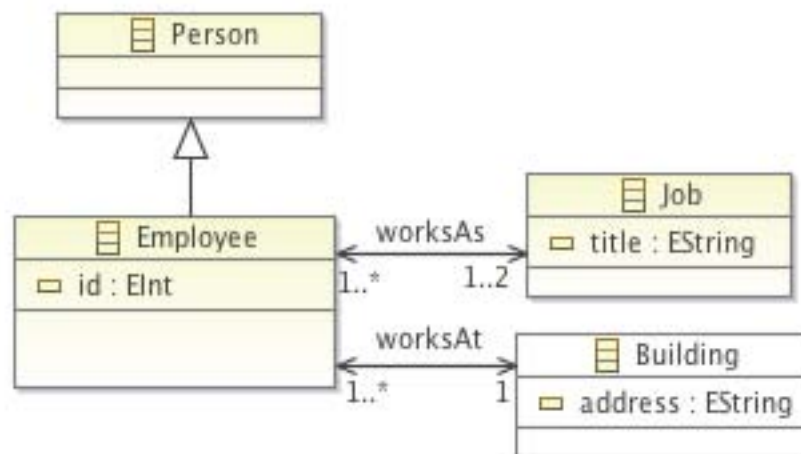 Person
Employee
id : EInt
worksAs
1..*
1..2
Job
title : EString
worksAt
1..*
1
Building
address : EString